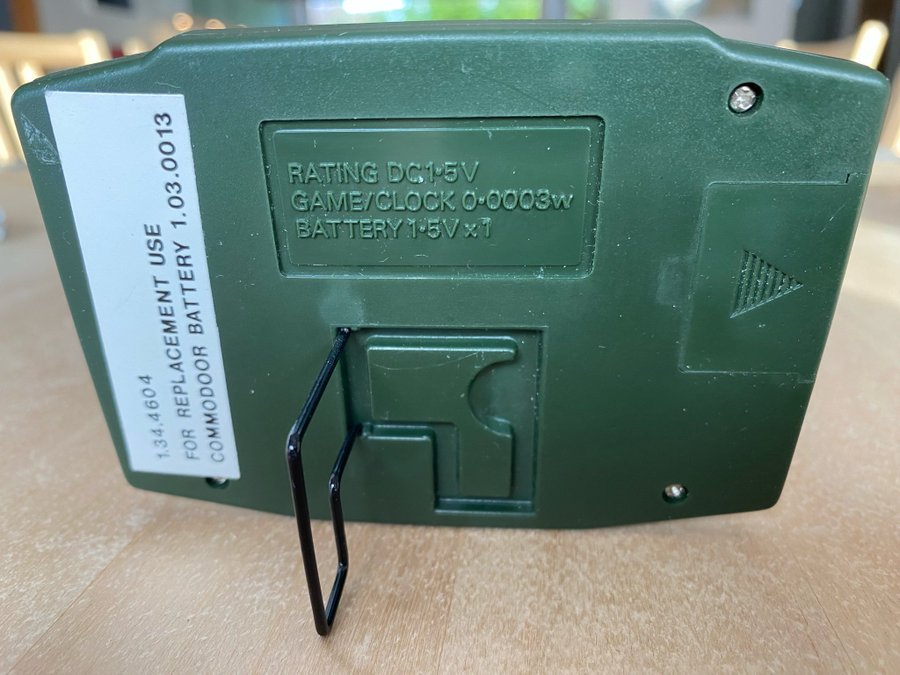 1.34.4604
FOR REPLACEMENT USE
COMMODOOR BATTERY 1.03.0013
RATING DC1·5V
GAME/CLOCK 0·0003w
BATTERY 1·5V x1